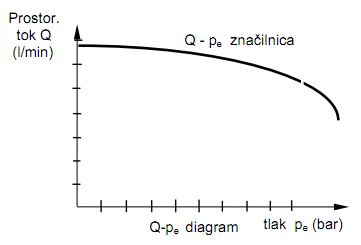 Prostor.
tok Q
(l/min)
Q - pₑ značilnica
Q-pₑ diagram
tlak pₑ (bar)